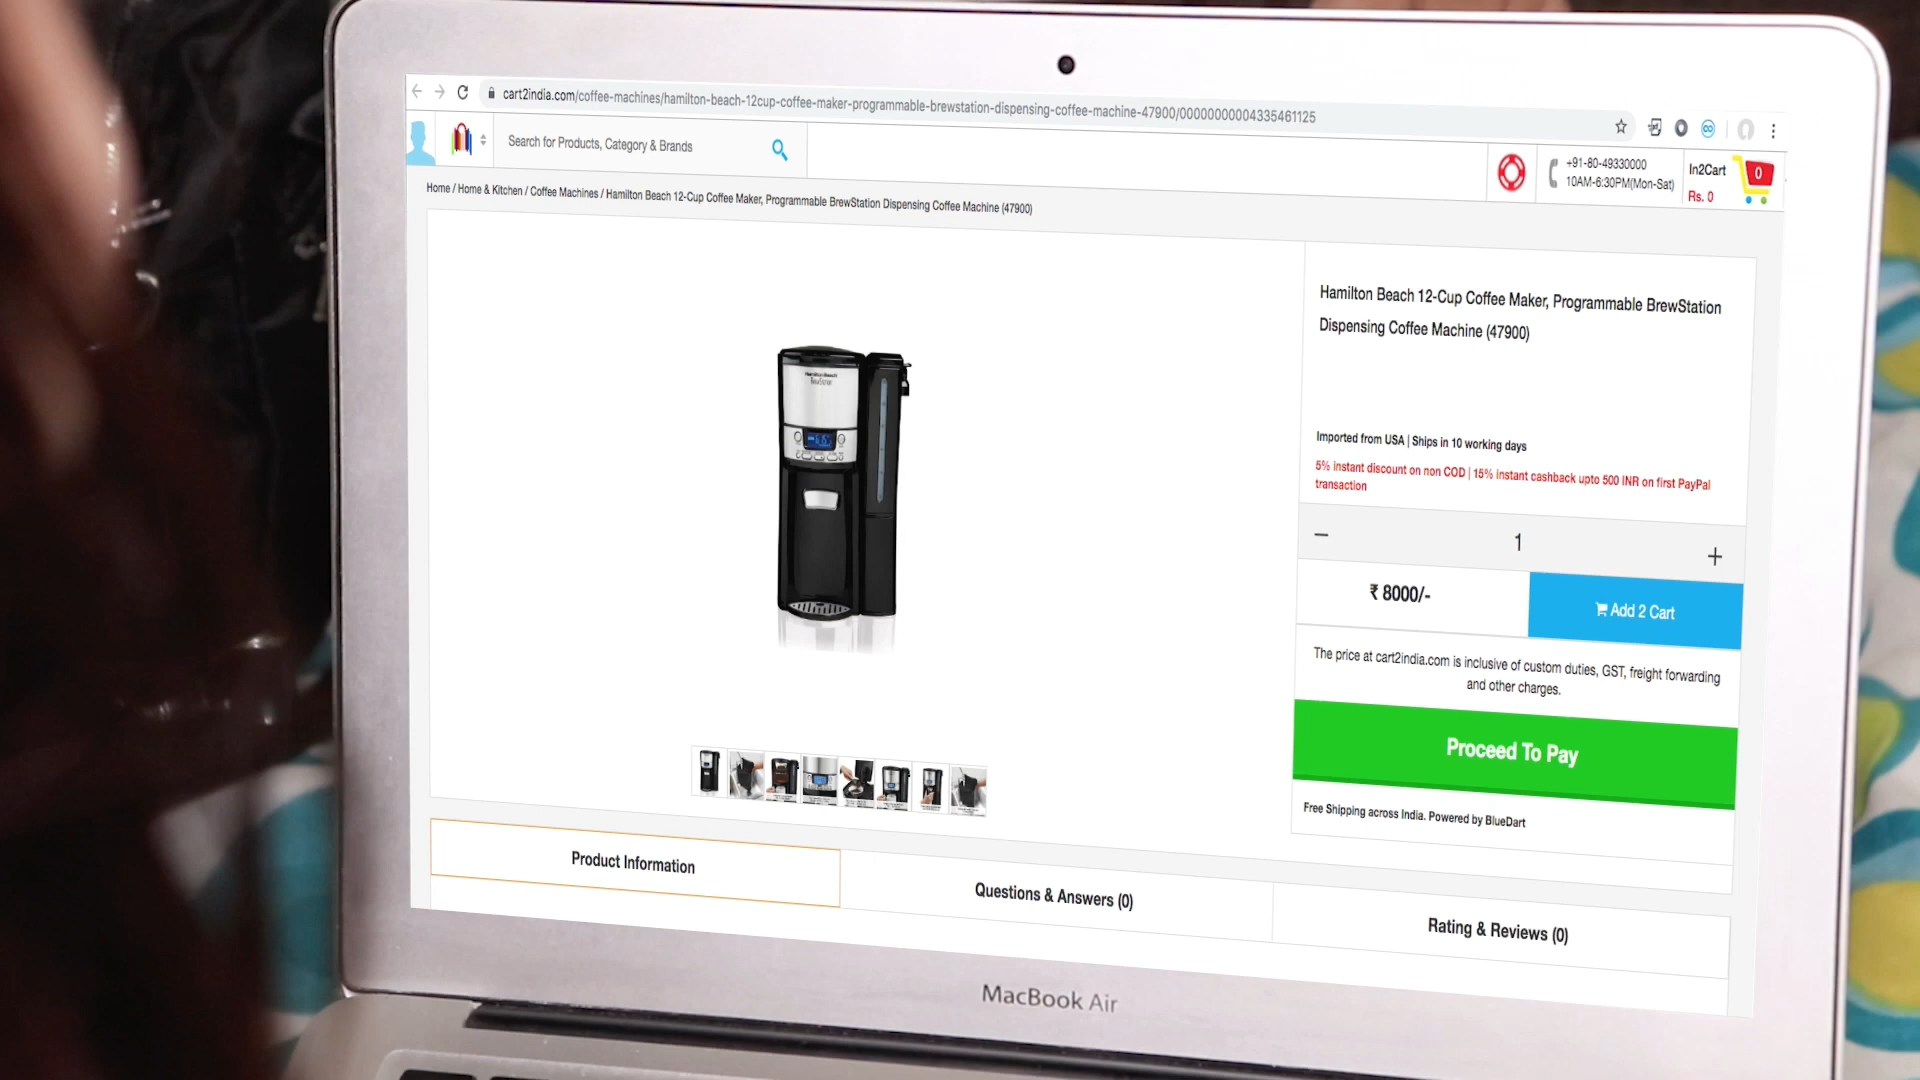 cart2india.com/coffee-machines/hamilton-beach-12cup-coffee-maker-programmable-brewstation-dispensing-coffee-machine-47900/00000000004335461125
Search for Products, Category & Brands
+91-80-49330000
10AM-6:30PM(Mon-Sat)
In2Cart
0
Rs. 0
Home / Home & Kitchen / Coffee Machines / Hamilton Beach 12-Cup Coffee Maker, Programmable BrewStation Dispensing Coffee Machine (47900)
Hamilton Beach 12-Cup Coffee Maker, Programmable BrewStation
Dispensing Coffee Machine (47900)
Hamilton Beach
BrewStation
Imported from USA | Ships in 10 working days
5% instant discount on non COD | 15% instant cashback upto 500 INR on first PayPal
transaction
− 1 +
₹ 8000/-
Add 2 Cart
The price at cart2india.com is inclusive of custom duties, GST, freight forwarding
and other charges.
Proceed To Pay
Free Shipping across India. Powered by BlueDart
Product Information
Questions & Answers (0)
Rating & Reviews (0)
MacBook Air